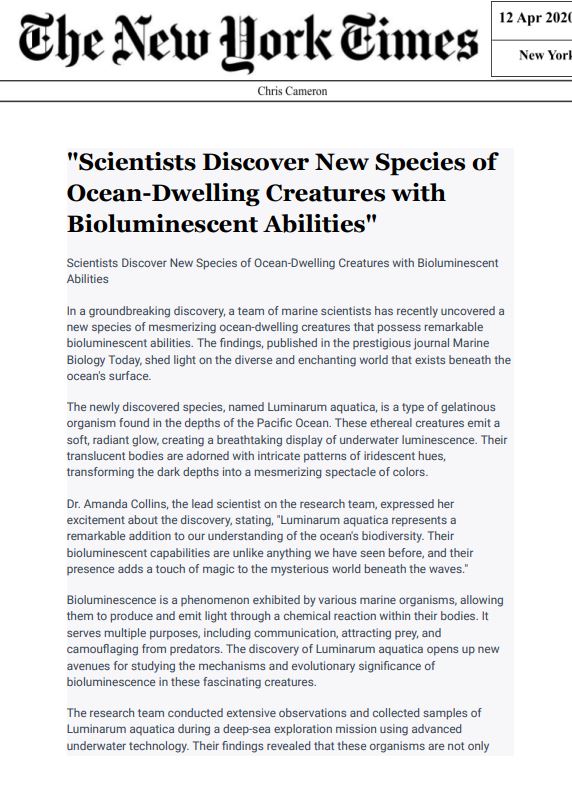 The New York Times
12 Apr 2020
New York
Chris Cameron
"Scientists Discover New Species of
Ocean-Dwelling Creatures with
Bioluminescent Abilities"
Scientists Discover New Species of Ocean-Dwelling Creatures with Bioluminescent
Abilities
In a groundbreaking discovery, a team of marine scientists has recently uncovered a
new species of mesmerizing ocean-dwelling creatures that possess remarkable
bioluminescent abilities. The findings, published in the prestigious journal Marine
Biology Today, shed light on the diverse and enchanting world that exists beneath the
ocean's surface.
The newly discovered species, named Luminarum aquatica, is a type of gelatinous
organism found in the depths of the Pacific Ocean. These ethereal creatures emit a
soft, radiant glow, creating a breathtaking display of underwater luminescence. Their
translucent bodies are adorned with intricate patterns of iridescent hues,
transforming the dark depths into a mesmerizing spectacle of colors.
Dr. Amanda Collins, the lead scientist on the research team, expressed her
excitement about the discovery, stating, "Luminarum aquatica represents a
remarkable addition to our understanding of the ocean's biodiversity. Their
bioluminescent capabilities are unlike anything we have seen before, and their
presence adds a touch of magic to the mysterious world beneath the waves."
Bioluminescence is a phenomenon exhibited by various marine organisms, allowing
them to produce and emit light through a chemical reaction within their bodies. It
serves multiple purposes, including communication, attracting prey, and
camouflaging from predators. The discovery of Luminarum aquatica opens up new
avenues for studying the mechanisms and evolutionary significance of
bioluminescence in these fascinating creatures.
The research team conducted extensive observations and collected samples of
Luminarum aquatica during a deep-sea exploration mission using advanced
underwater technology. Their findings revealed that these organisms are not only